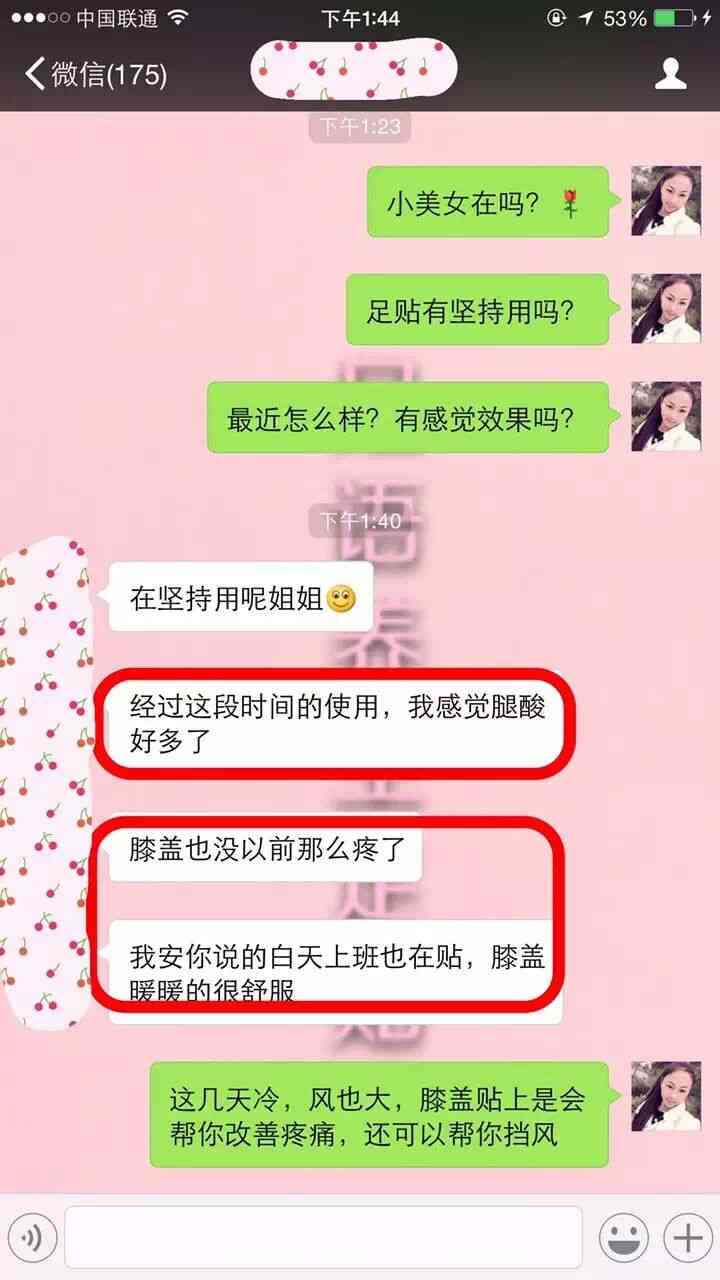 中国联通
下午1:44
53%
微信(175)
下午1:23
小美女在吗?
足贴有坚持用吗?
最近怎么样? 有感觉效果吗?
下午1:40
在坚持用呢姐姐
经过这段时间的使用，我感觉腿酸
好多了
膝盖也没以前那么疼了
我安你说的白天上班也在贴，膝盖
暖暖的很舒服
这几天冷，风也大，膝盖贴上是会
帮你改善疼痛，还可以帮你挡风
语
养
足